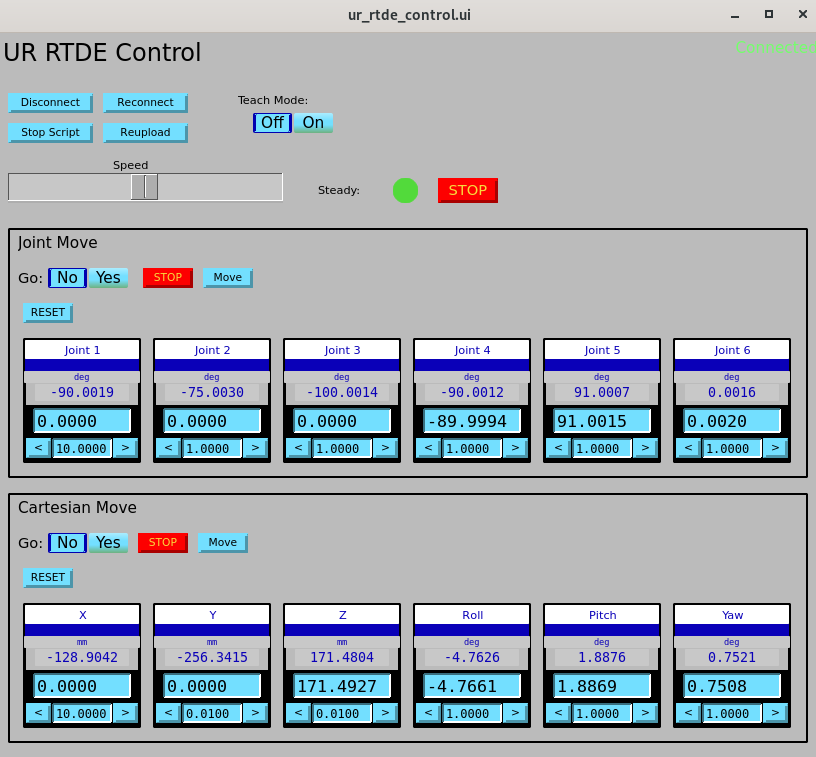 ur_rtde_control.ui
UR RTDE Control
Connected
Disconnect Reconnect
Teach Mode:
Off On
Stop Script Reupload
Speed
Steady: STOP
Joint Move
Go: No Yes STOP Move
RESET
Joint 1 Joint 2 Joint 3 Joint 4 Joint 5 Joint 6
deg deg deg deg deg deg
-90.0019 -75.0030 -100.0014 -90.0012 91.0007 0.0016
0.0000 0.0000 0.0000 -89.9994 91.0015 0.0020
< 10.0000 > < 1.0000 > < 1.0000 > < 1.0000 > < 1.0000 > < 1.0000 >
Cartesian Move
Go: No Yes STOP Move
RESET
X Y Z Roll Pitch Yaw
mm mm mm deg deg deg
-128.9042 -256.3415 171.4804 -4.7626 1.8876 0.7521
0.0000 0.0000 171.4927 -4.7661 1.8869 0.7508
< 10.0000 > < 0.0100 > < 0.0100 > < 1.0000 > < 1.0000 > < 1.0000 >